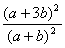 (a + 3b)²
(a + b)²